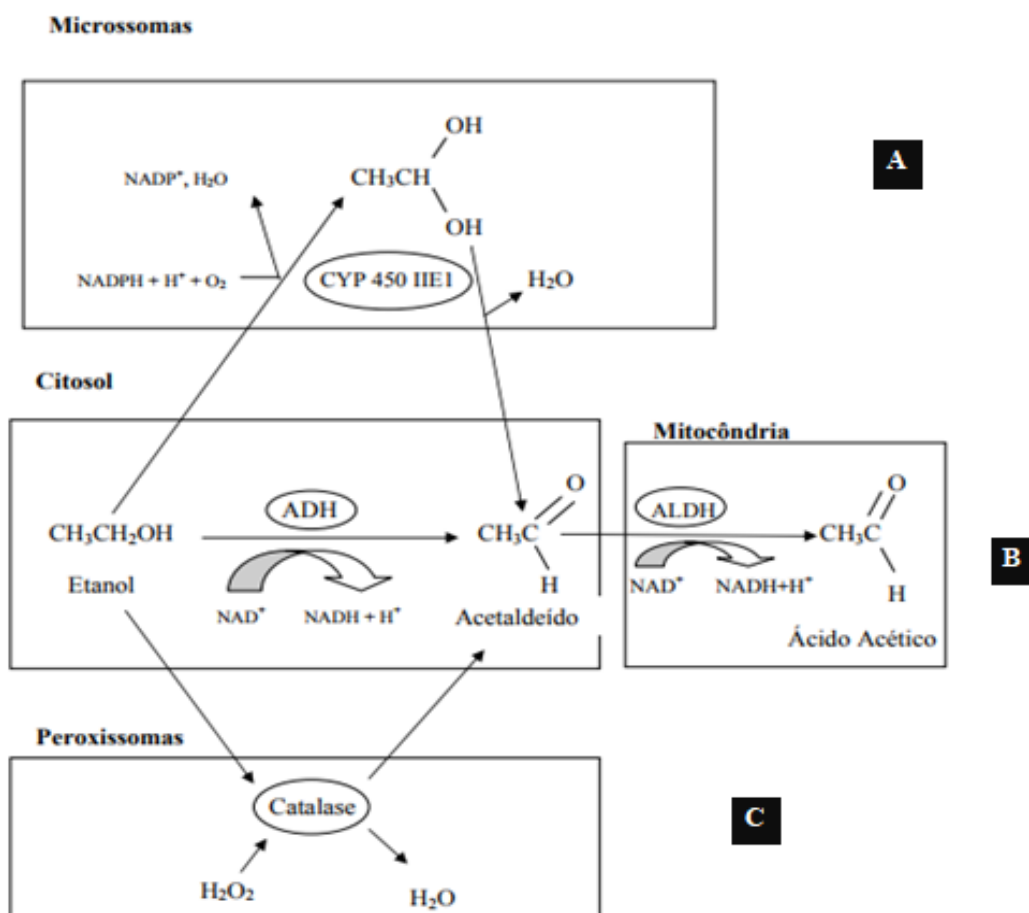 Microssomas
OH
A
NADP⁺, H₂O
CH₃CH
OH
NADPH + H⁺ + O₂
CYP 450 IIE1
H₂O
Citosol
Mitocôndria
ADH
O
ALDH
O
CH₃CH₂OH
CH₃C
CH₃C
B
Etanol
H
NAD⁺
NADH+H⁺
H
NAD⁺
NADH + H⁺
Acetaldeído
Ácido Acético
Peroxissomas
Catalase
C
H₂O₂
H₂O